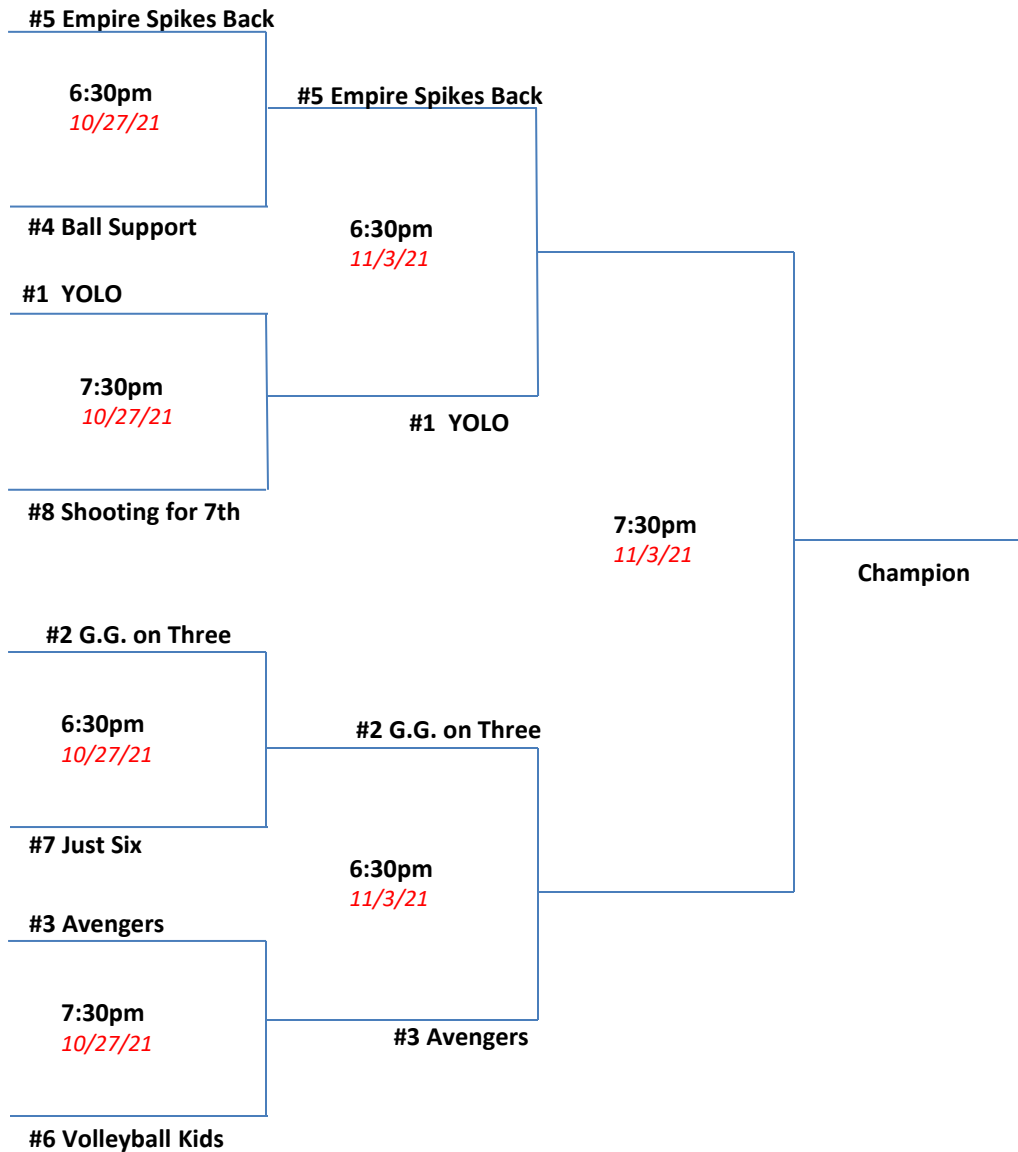 #5 Empire Spikes Back
6:30pm
10/27/21
#5 Empire Spikes Back
#4 Ball Support
6:30pm
11/3/21
#1  YOLO
7:30pm
10/27/21
#1  YOLO
#8 Shooting for 7th
7:30pm
11/3/21
Champion
#2 G.G. on Three
6:30pm
10/27/21
#2 G.G. on Three
#7 Just Six
6:30pm
11/3/21
#3 Avengers
7:30pm
10/27/21
#3 Avengers
#6 Volleyball Kids